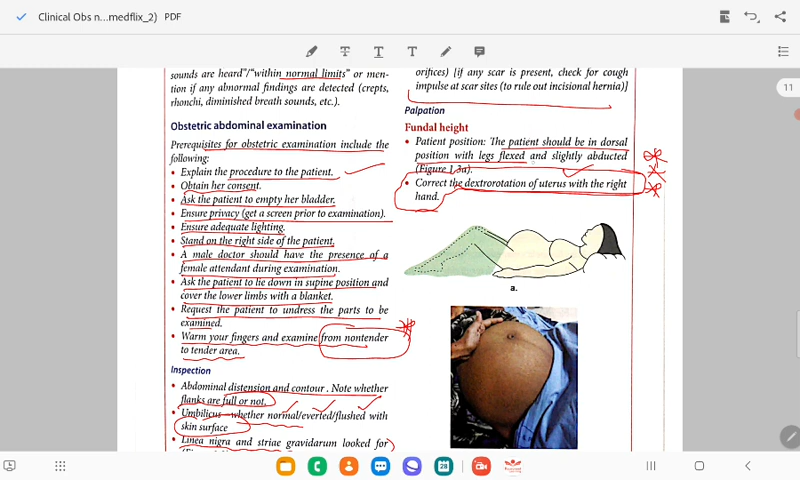 Clinical Obs n...medflix_2) PDF
11
sounds are heard"/"within normal limits" or men-
tion if any abnormal findings are detected (crepts,
rhonchi, diminished breath sounds, etc.).
Obstetric abdominal examination
Prerequisites for obstetric examination include the
following:
• Explain the procedure to the patient.
• Obtain her consent.
• Ask the patient to empty her bladder.
• Ensure privacy (get a screen prior to examination).
• Ensure adequate lighting.
• Stand on the right side of the patient.
• A male doctor should have the presence of a
female attendant during examination.
• Ask the patient to lie down in supine position and
cover the lower limbs with a blanket.
• Request the patient to undress the parts to be
examined.
• Warm your fingers and examine from nontender
to tender area.
Inspection
• Abdominal distension and contour. Note whether
flanks are full or not.
• Umbilicus—whether normal/everted/flushed with
skin surface
• Linea nigra and striae gravidarum looked for
orifices) [if any scar is present, check for cough
impulse at scar sites (to rule out incisional hernia)]
Palpation
Fundal height
• Patient position: The patient should be in dorsal
position with legs flexed and slightly abducted
(Figure 1.3a).
• Correct the dextrorotation of uterus with the right
hand.
a.
28